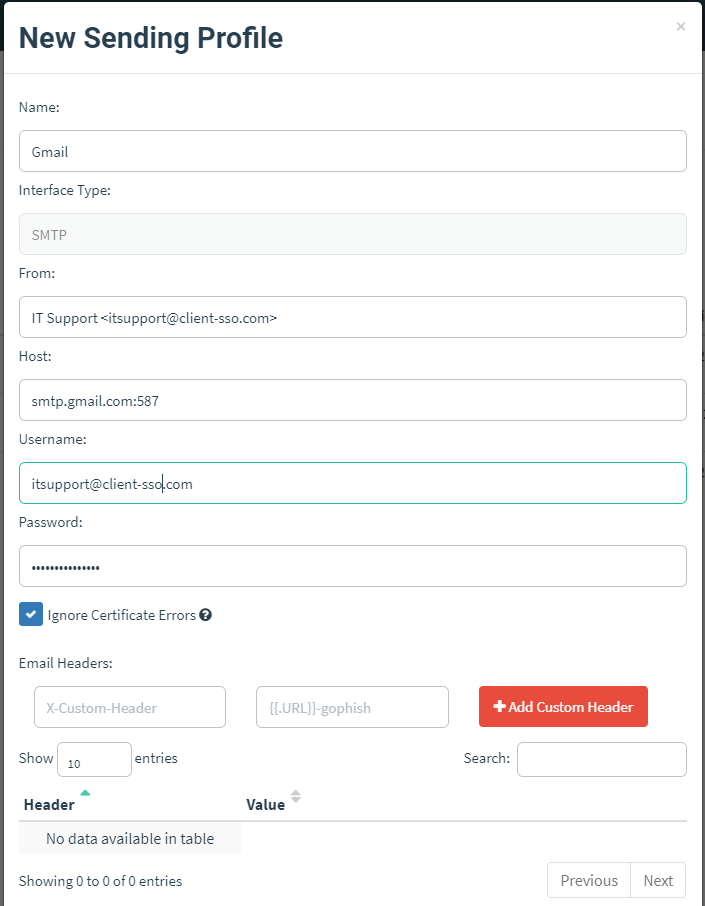 New Sending Profile
×
Name:
Gmail
Interface Type:
SMTP
From:
IT Support <itsupport@client-sso.com>
Host:
smtp.gmail.com:587
Username:
itsupport@client-sso.com
Password:
•••••••••••••••
Ignore Certificate Errors
Email Headers:
X-Custom-Header {{.URL}}-gophish + Add Custom Header
Show 10 entries Search:
Header Value
No data available in table
Showing 0 to 0 of 0 entries Previous Next